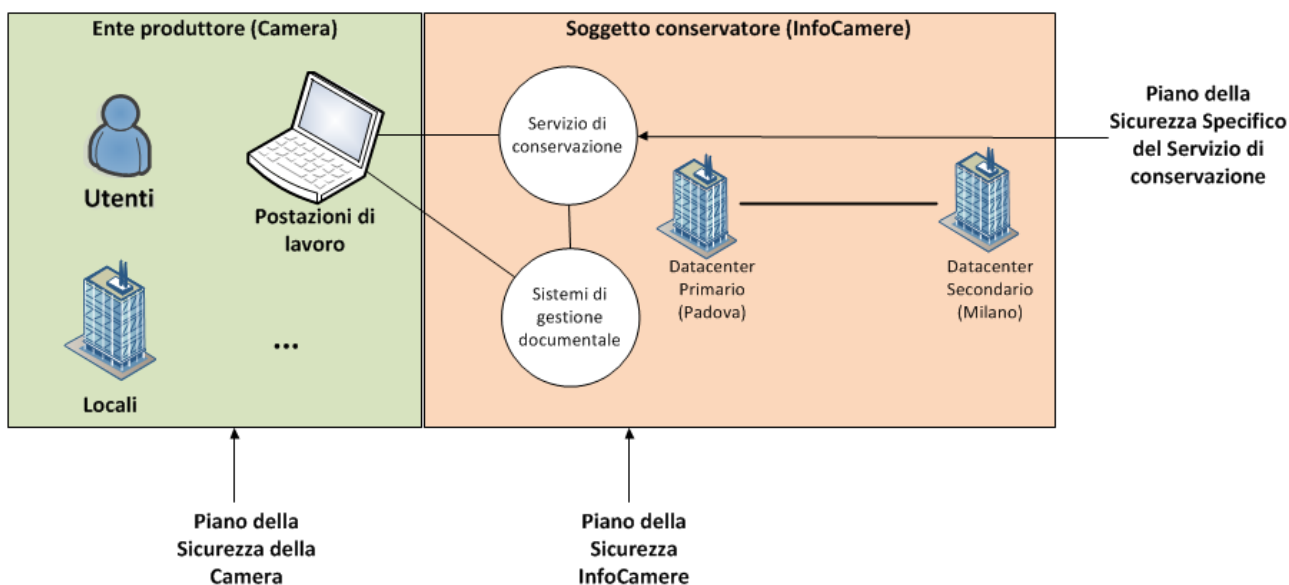 Ente produttore (Camera)
Soggetto conservatore (InfoCamere)
Utenti
Postazioni di
lavoro
Locali
...
Servizio di
conservazione
Sistemi di
gestione
documentale
Datacenter
Primario
(Padova)
Datacenter
Secondario
(Milano)
Piano della
Sicurezza Specifico
del Servizio di
conservazione
Piano della
Sicurezza della
Camera
Piano della
Sicurezza
InfoCamere